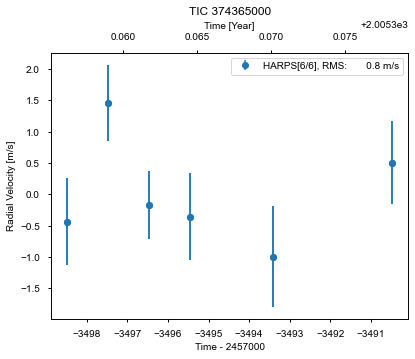 TIC 374365000
Time [Year]
+2.0053e3
0.060 0.065 0.070 0.075
HARPS[6/6], RMS: 0.8 m/s
Radial Velocity [m/s]
2.0
1.5
1.0
0.5
0.0
−0.5
−1.0
−1.5
−3498 −3497 −3496 −3495 −3494 −3493 −3492 −3491
Time - 2457000